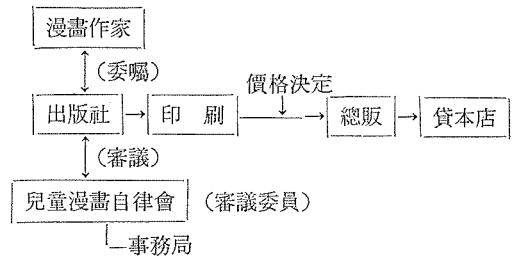 漫畫作家
(委囑)
價格決定
出版社 → 印 刷 → 總販 → 貸本店
(審議)
兒童漫畫自律會 (審議委員)
事務局